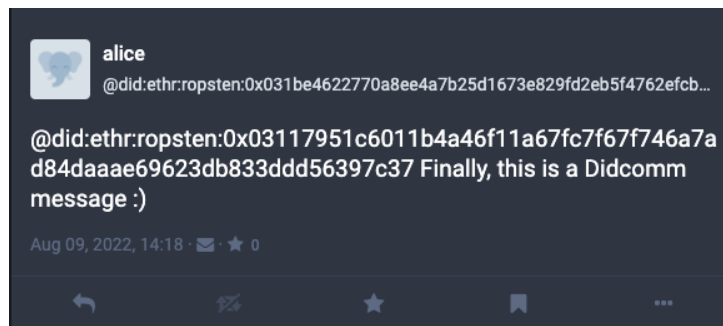 alice
@did:ethr:ropsten:0x031be4622770a8ee4a7b25d1673e829fd2eb5f4762efcb...
@did:ethr:ropsten:0x03117951c6011b4a46f11a67fc7f67f746a7a
d84daaae69623db833ddd56397c37 Finally, this is a Didcomm
message :)
Aug 09, 2022, 14:18 · · 0